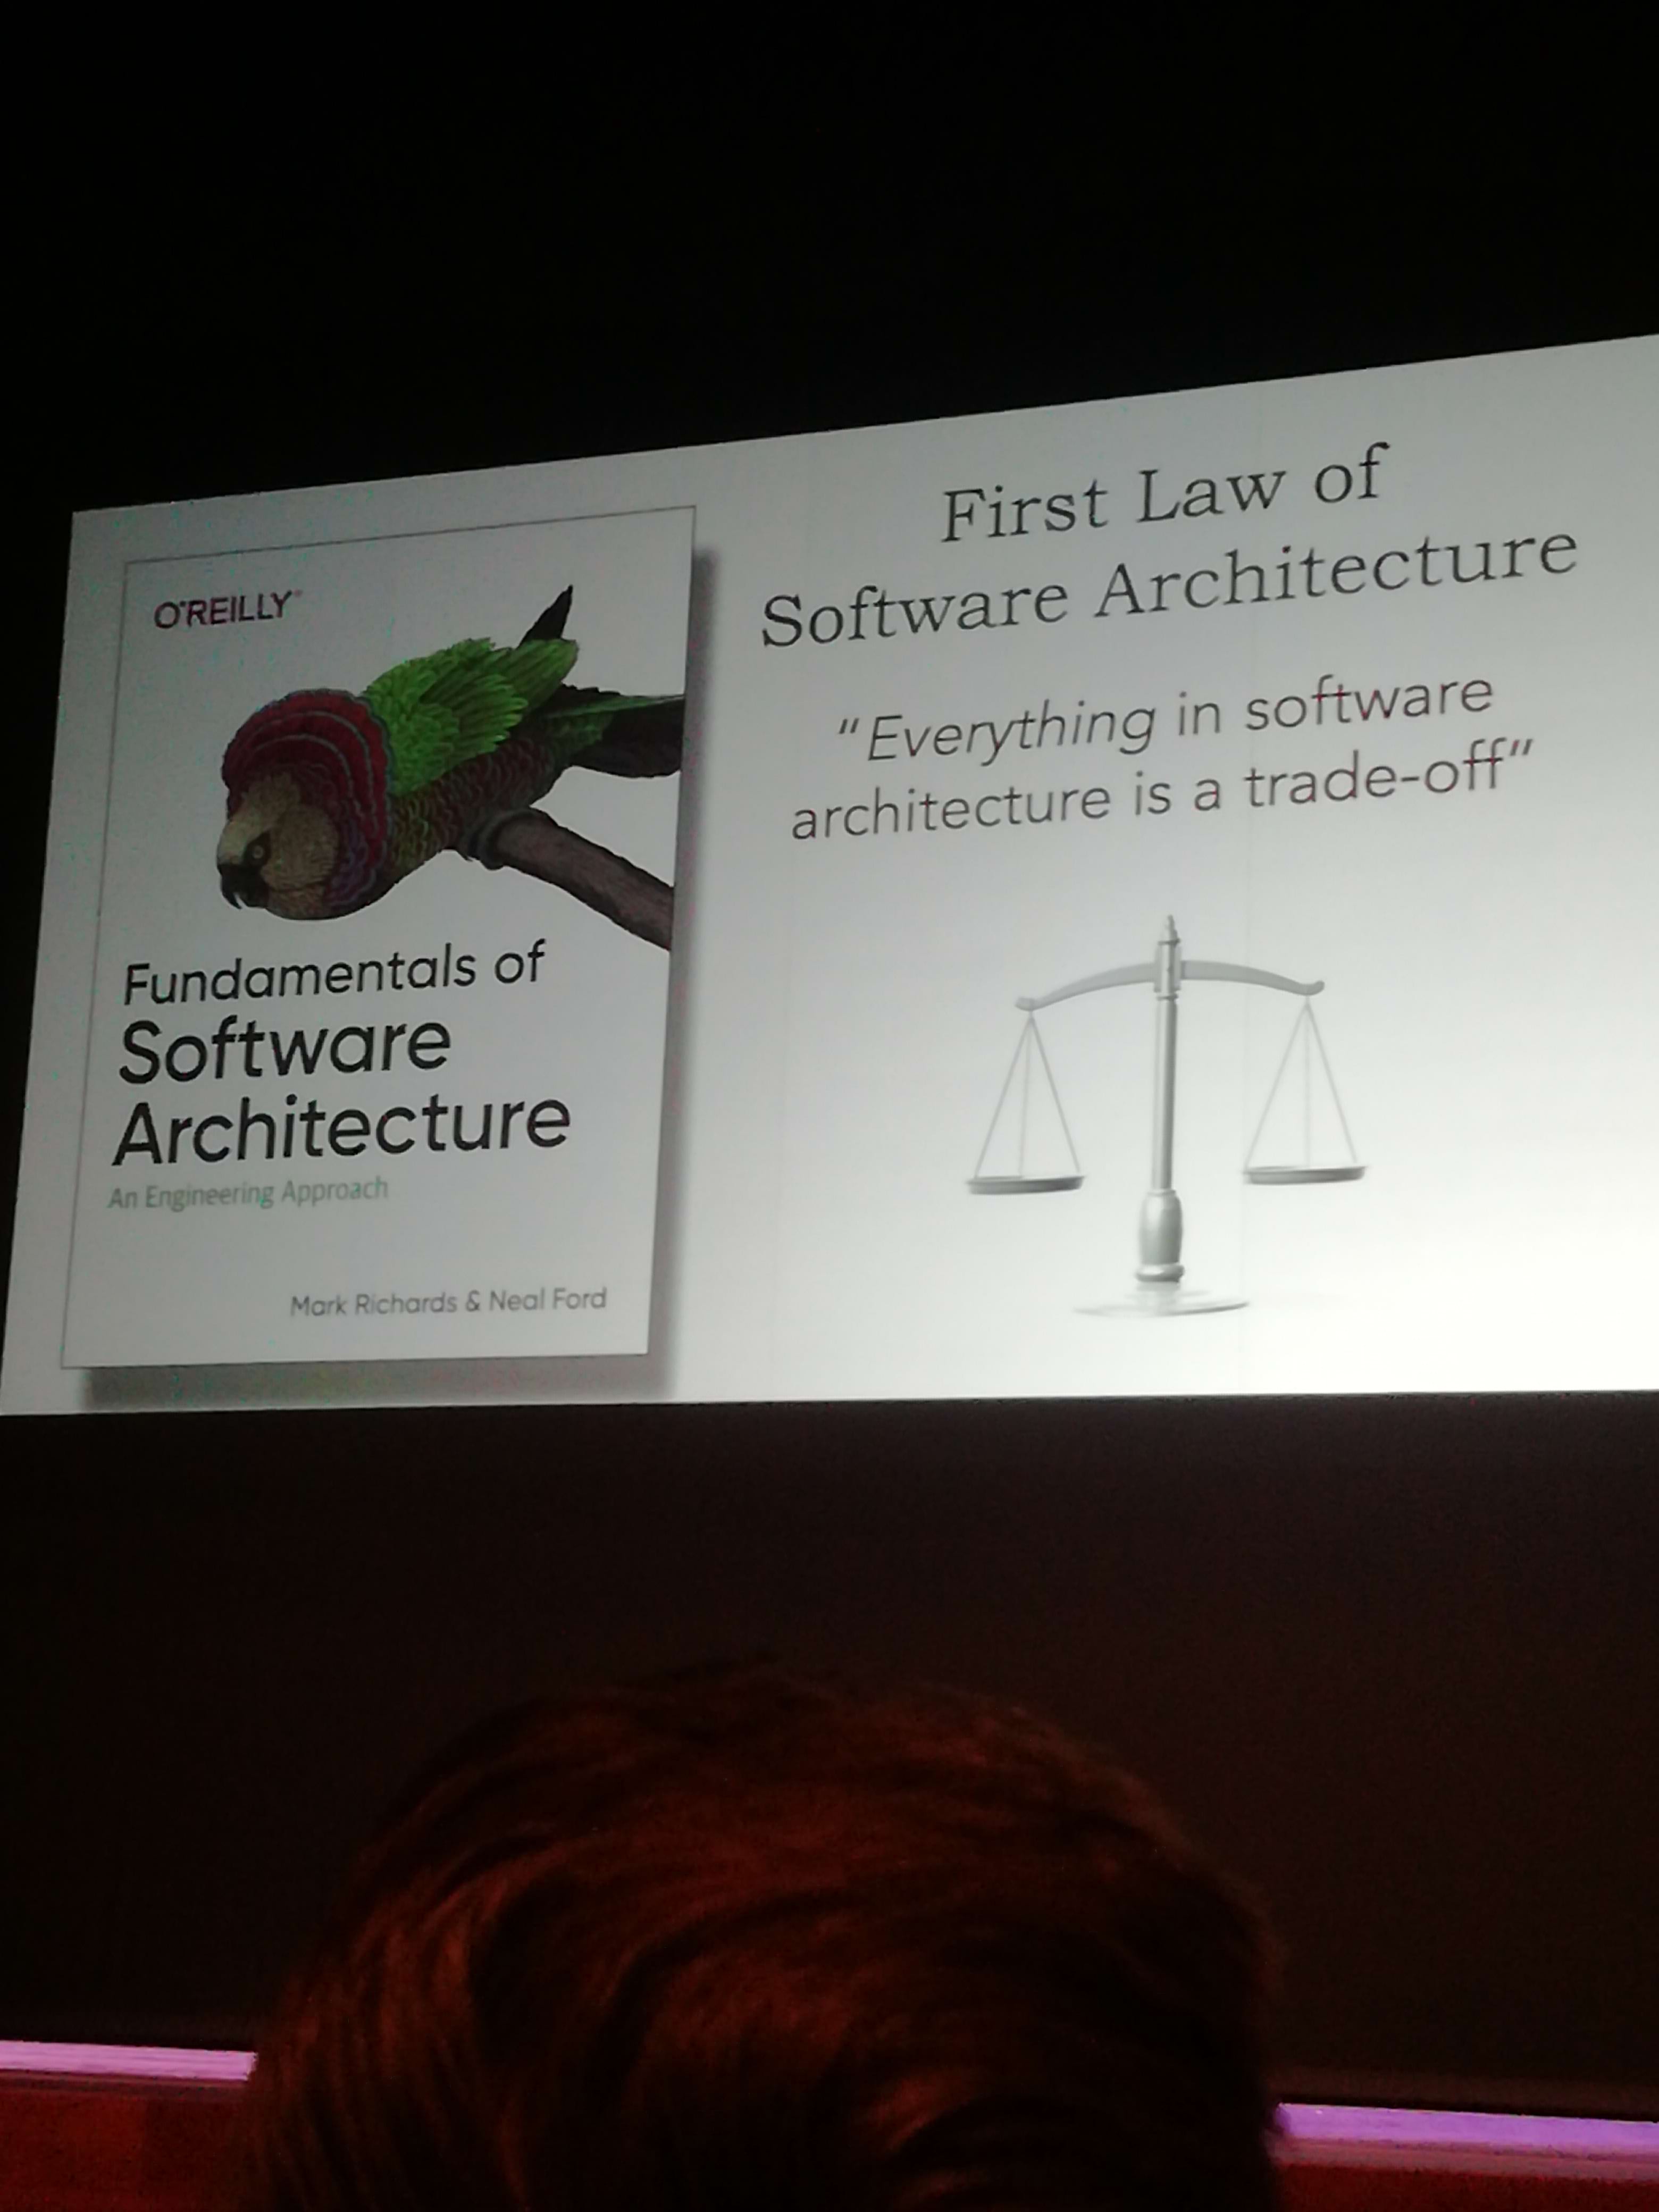 O'REILLY®
Fundamentals of
Software
Architecture
An Engineering Approach
Mark Richards & Neal Ford
First Law of
Software Architecture
"Everything in software
architecture is a trade-off"